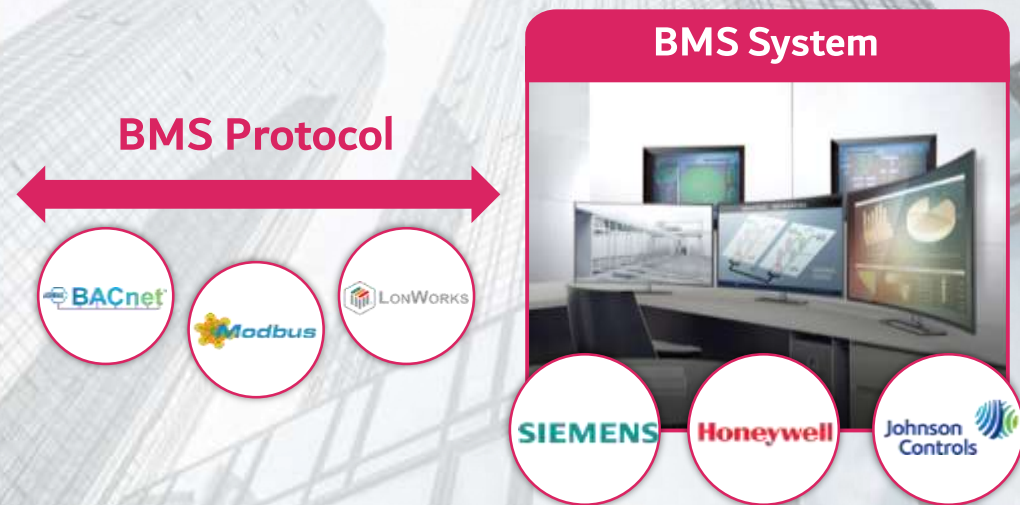 BMS System
BMS Protocol
BACnet
Modbus
LONWORKS
SIEMENS
Honeywell
Johnson
Controls